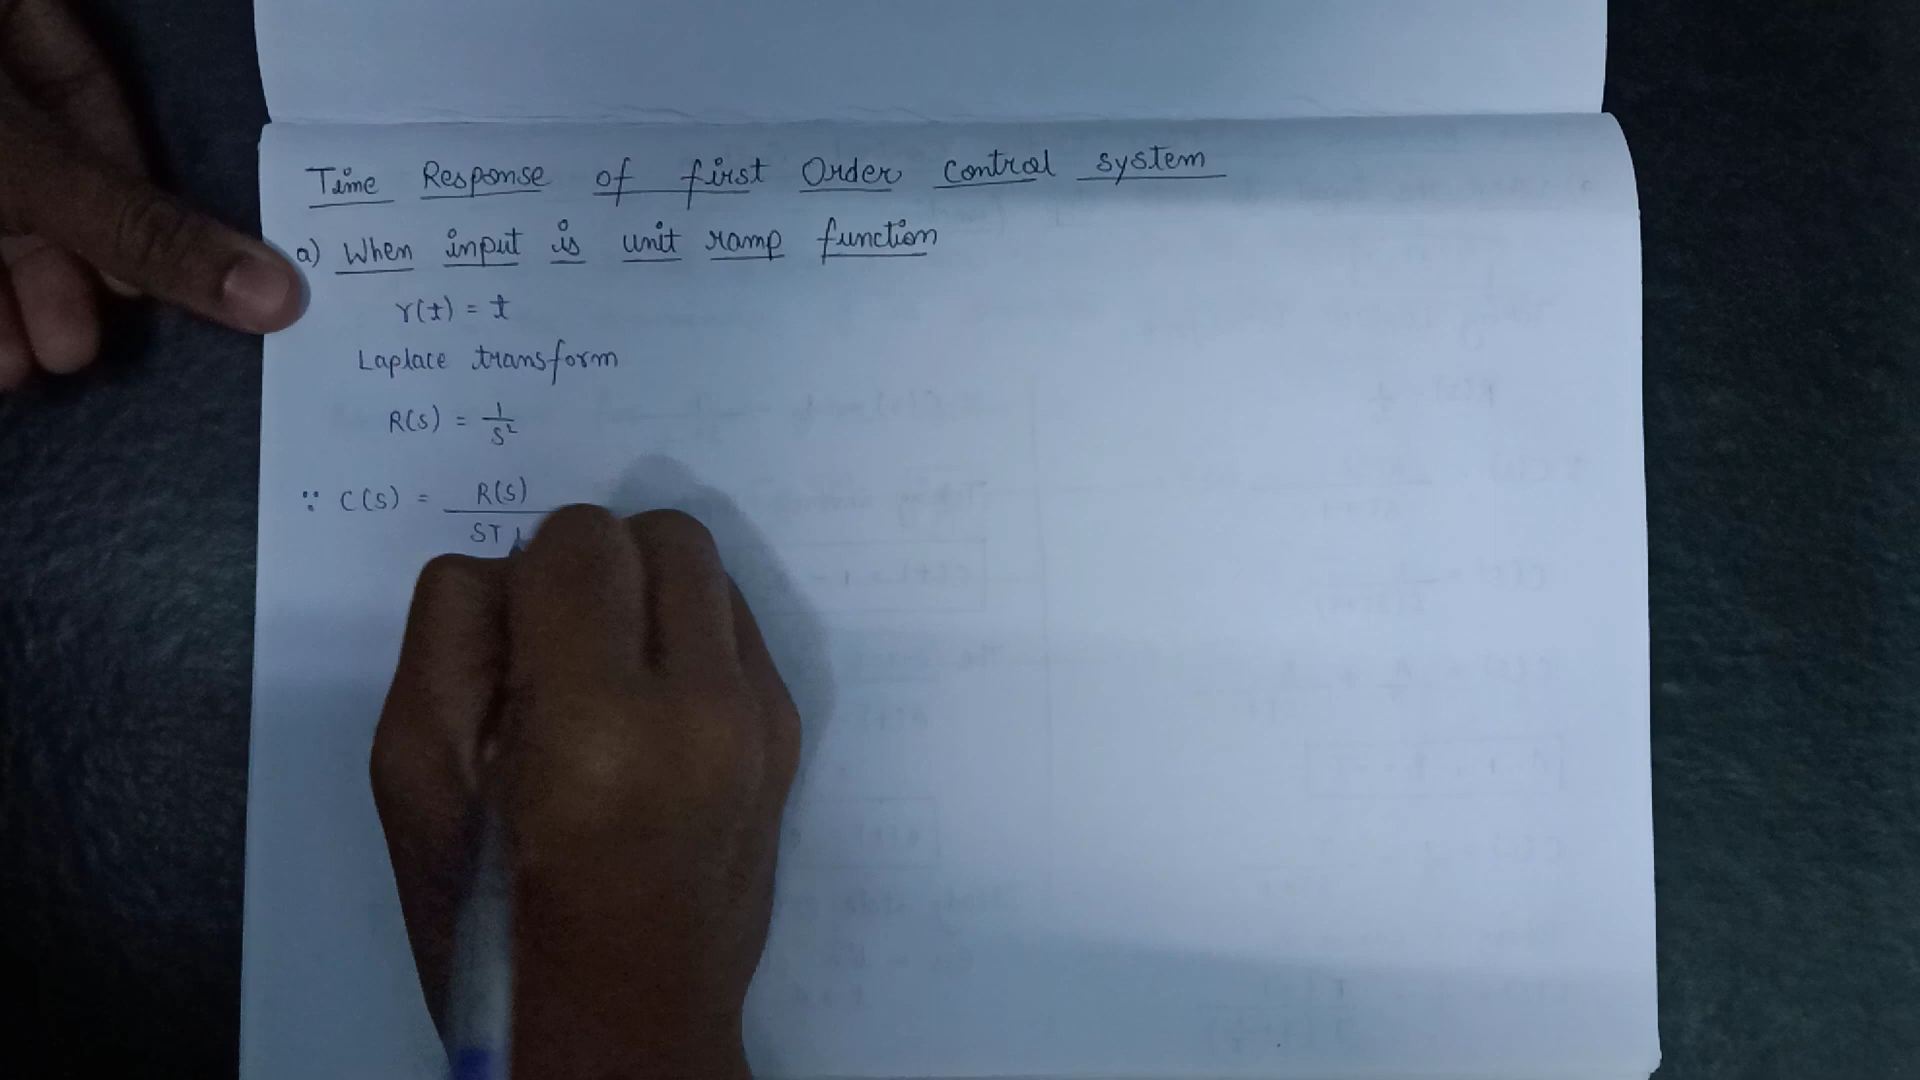 Time Response of first Order control system
a) When input is unit ramp function
r(t) = t
Laplace transform
R(s) = 1/s²
∵ C(s) = R(s)/ST